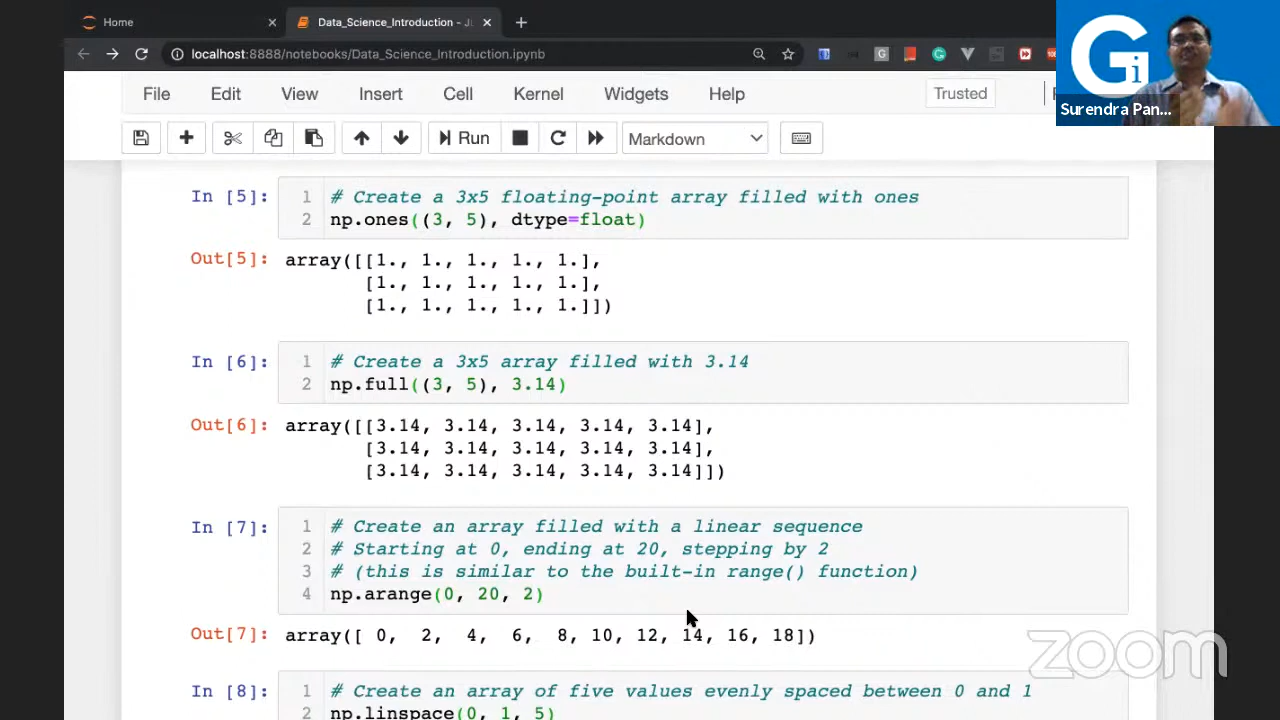 Home
Data_Science_Introduction - Ju
localhost:8888/notebooks/Data_Science_Introduction.ipynb
Gi
Surendra Pan...
File Edit View Insert Cell Kernel Widgets Help Trusted
Run Markdown
In [5]: 1 # Create a 3x5 floating-point array filled with ones
2 np.ones((3, 5), dtype=float)
Out[5]: array([[1., 1., 1., 1., 1.],
[1., 1., 1., 1., 1.],
[1., 1., 1., 1., 1.]])
In [6]: 1 # Create a 3x5 array filled with 3.14
2 np.full((3, 5), 3.14)
Out[6]: array([[3.14, 3.14, 3.14, 3.14, 3.14],
[3.14, 3.14, 3.14, 3.14, 3.14],
[3.14, 3.14, 3.14, 3.14, 3.14]])
In [7]: 1 # Create an array filled with a linear sequence
2 # Starting at 0, ending at 20, stepping by 2
3 # (this is similar to the built-in range() function)
4 np.arange(0, 20, 2)
Out[7]: array([ 0, 2, 4, 6, 8, 10, 12, 14, 16, 18])
zoom
In [8]: 1 # Create an array of five values evenly spaced between 0 and 1
2 np.linspace(0, 1, 5)